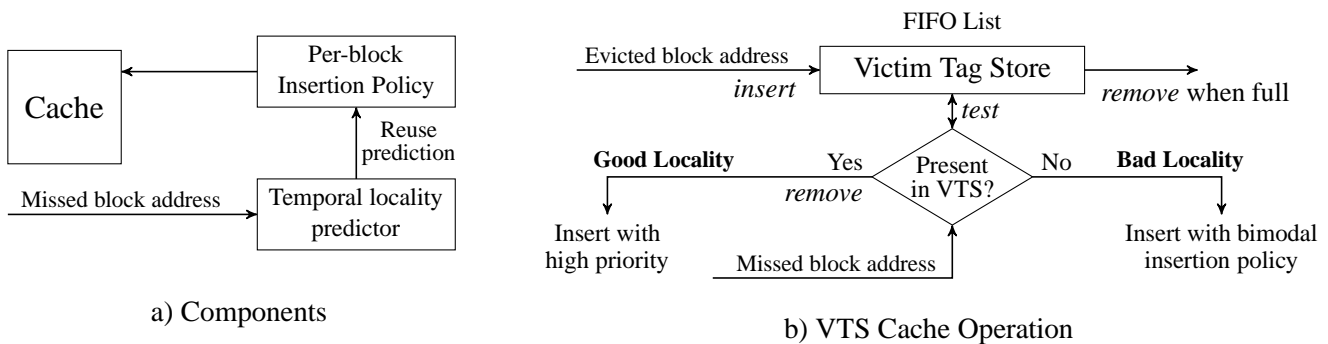 Cache
Per-block
Insertion Policy
Reuse
prediction
Missed block address
Temporal locality
predictor
a) Components
FIFO List
Evicted block address
insert
Victim Tag Store
remove when full
test
Good Locality
Yes
remove
Present
in VTS?
No
Bad Locality
Insert with
high priority
Missed block address
Insert with bimodal
insertion policy
b) VTS Cache Operation